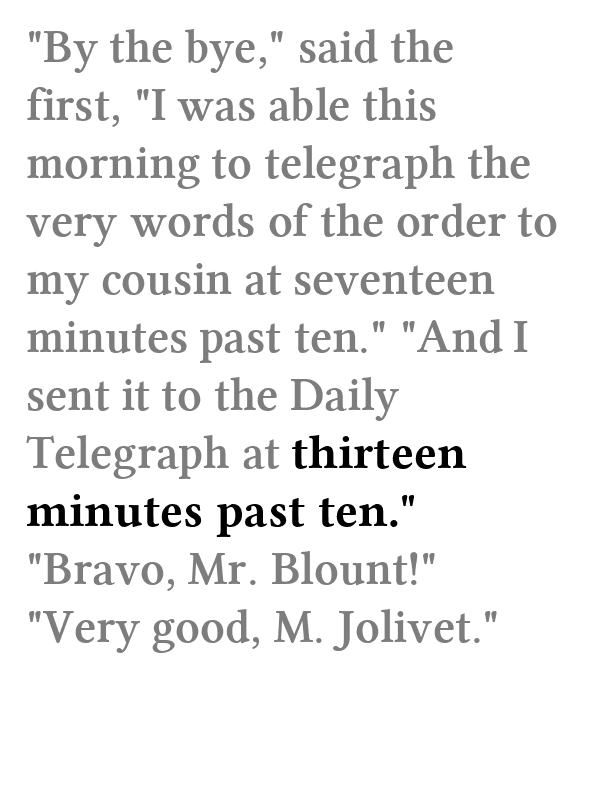 "By the bye," said the
first, "I was able this
morning to telegraph the
very words of the order to
my cousin at seventeen
minutes past ten." "And I
sent it to the Daily
Telegraph at thirteen
minutes past ten."
"Bravo, Mr. Blount!"
"Very good, M. Jolivet."